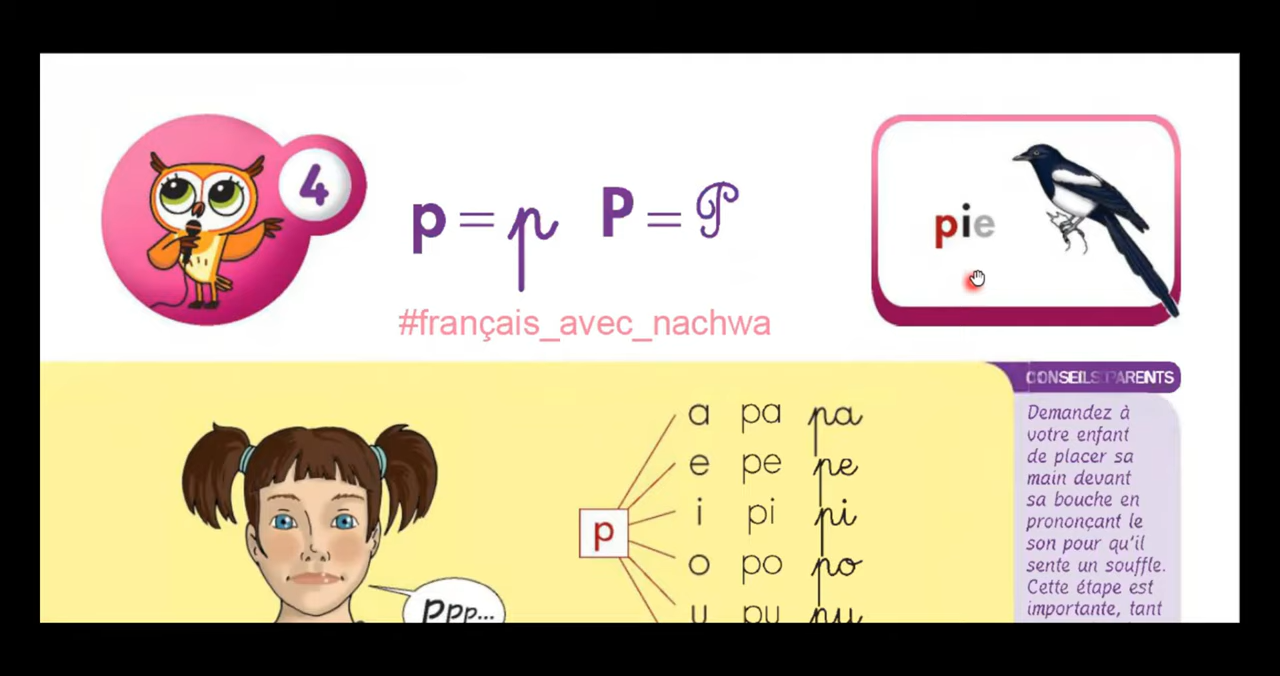 4
p = p P = P
pie
#français_avec_nachwa
CONSEILS PARENTS
Demandez à
votre enfant
de placer sa
main devant
sa bouche en
prononçant le
son pour qu'il
sente un souffle.
Cette étape est
importante, tant
p
a pa pa
e pe pe
i pi pi
o po po
u pu pu
ppp...